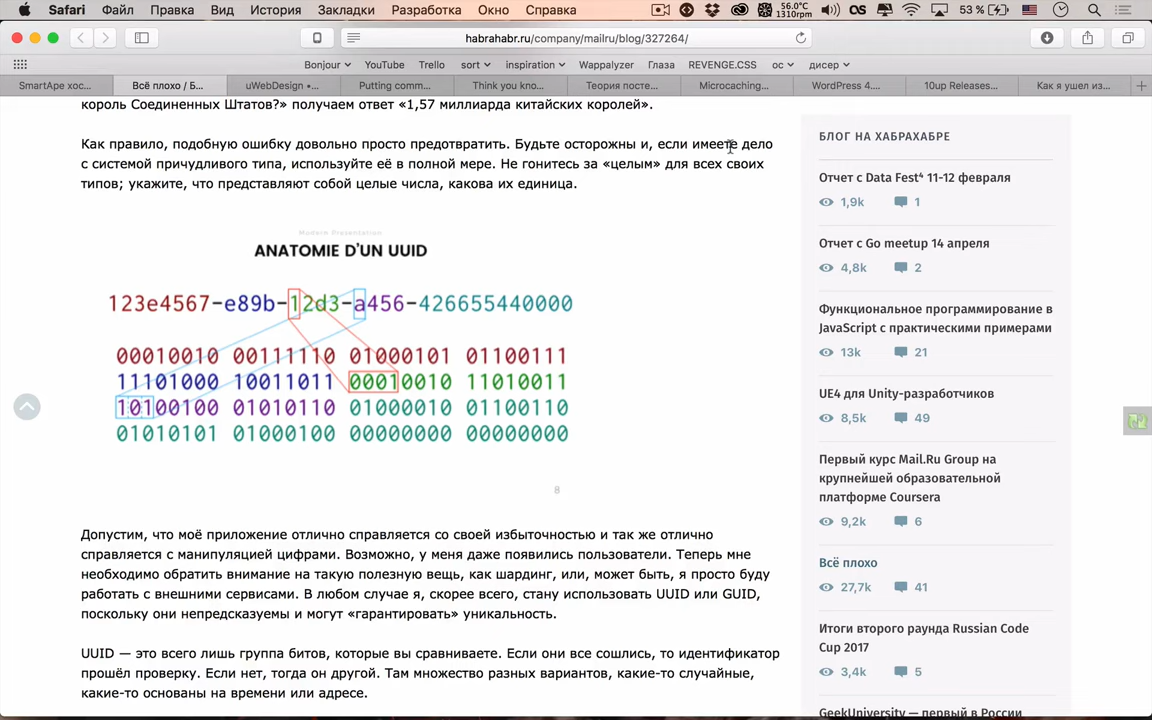 Safari Файл Правка Вид История Закладки Разработка Окно Справка 56.0°C 1310rpm 53 %
habrahabr.ru/company/mailru/blog/327264/
Bonjour YouTube Trello sort inspiration Wappalyzer Глаза REVENGE.CSS ос дисер
SmartApe хос... Всё плохо / Б... uWebDesign •... Putting comm... Think you kno... Теория посте... Microcaching... WordPress 4.... 10up Releases... Как я ушел из...
король Соединенных Штатов?» получаем ответ «1,57 миллиарда китайских королей».
Как правило, подобную ошибку довольно просто предотвратить. Будьте осторожны и, если имеете дело
с системой причудливого типа, используйте её в полной мере. Не гонитесь за «целым» для всех своих
типов; укажите, что представляют собой целые числа, какова их единица.
Modern Presentation
ANATOMIE D'UN UUID
123e4567-e89b-12d3-a456-426655440000
00010010 00111110 01000101 01100111
11101000 10011011 00010010 11010011
10100100 01010110 01000010 01100110
01010101 01000100 00000000 00000000
8
Допустим, что моё приложение отлично справляется со своей избыточностью и так же отлично
справляется с манипуляцией цифрами. Возможно, у меня даже появились пользователи. Теперь мне
необходимо обратить внимание на такую полезную вещь, как шардинг, или, может быть, я просто буду
работать с внешними сервисами. В любом случае я, скорее всего, стану использовать UUID или GUID,
поскольку они непредсказуемы и могут «гарантировать» уникальность.
UUID — это всего лишь группа битов, которые вы сравниваете. Если они все сошлись, то идентификатор
прошёл проверку. Если нет, тогда он другой. Там множество разных вариантов, какие-то случайные,
какие-то основаны на времени или адресе.
БЛОГ НА ХАБРАХАБРЕ
Отчет с Data Fest⁴ 11-12 февраля
1,9k 1
Отчет с Go meetup 14 апреля
4,8k 2
Функциональное программирование в
JavaScript с практическими примерами
13k 21
UE4 для Unity-разработчиков
8,5k 49
Первый курс Mail.Ru Group на
крупнейшей образовательной
платформе Coursera
9,2k 6
Всё плохо
27,7k 41
Итоги второго раунда Russian Code
Cup 2017
3,4k 5
GeekUniversity — первый в России